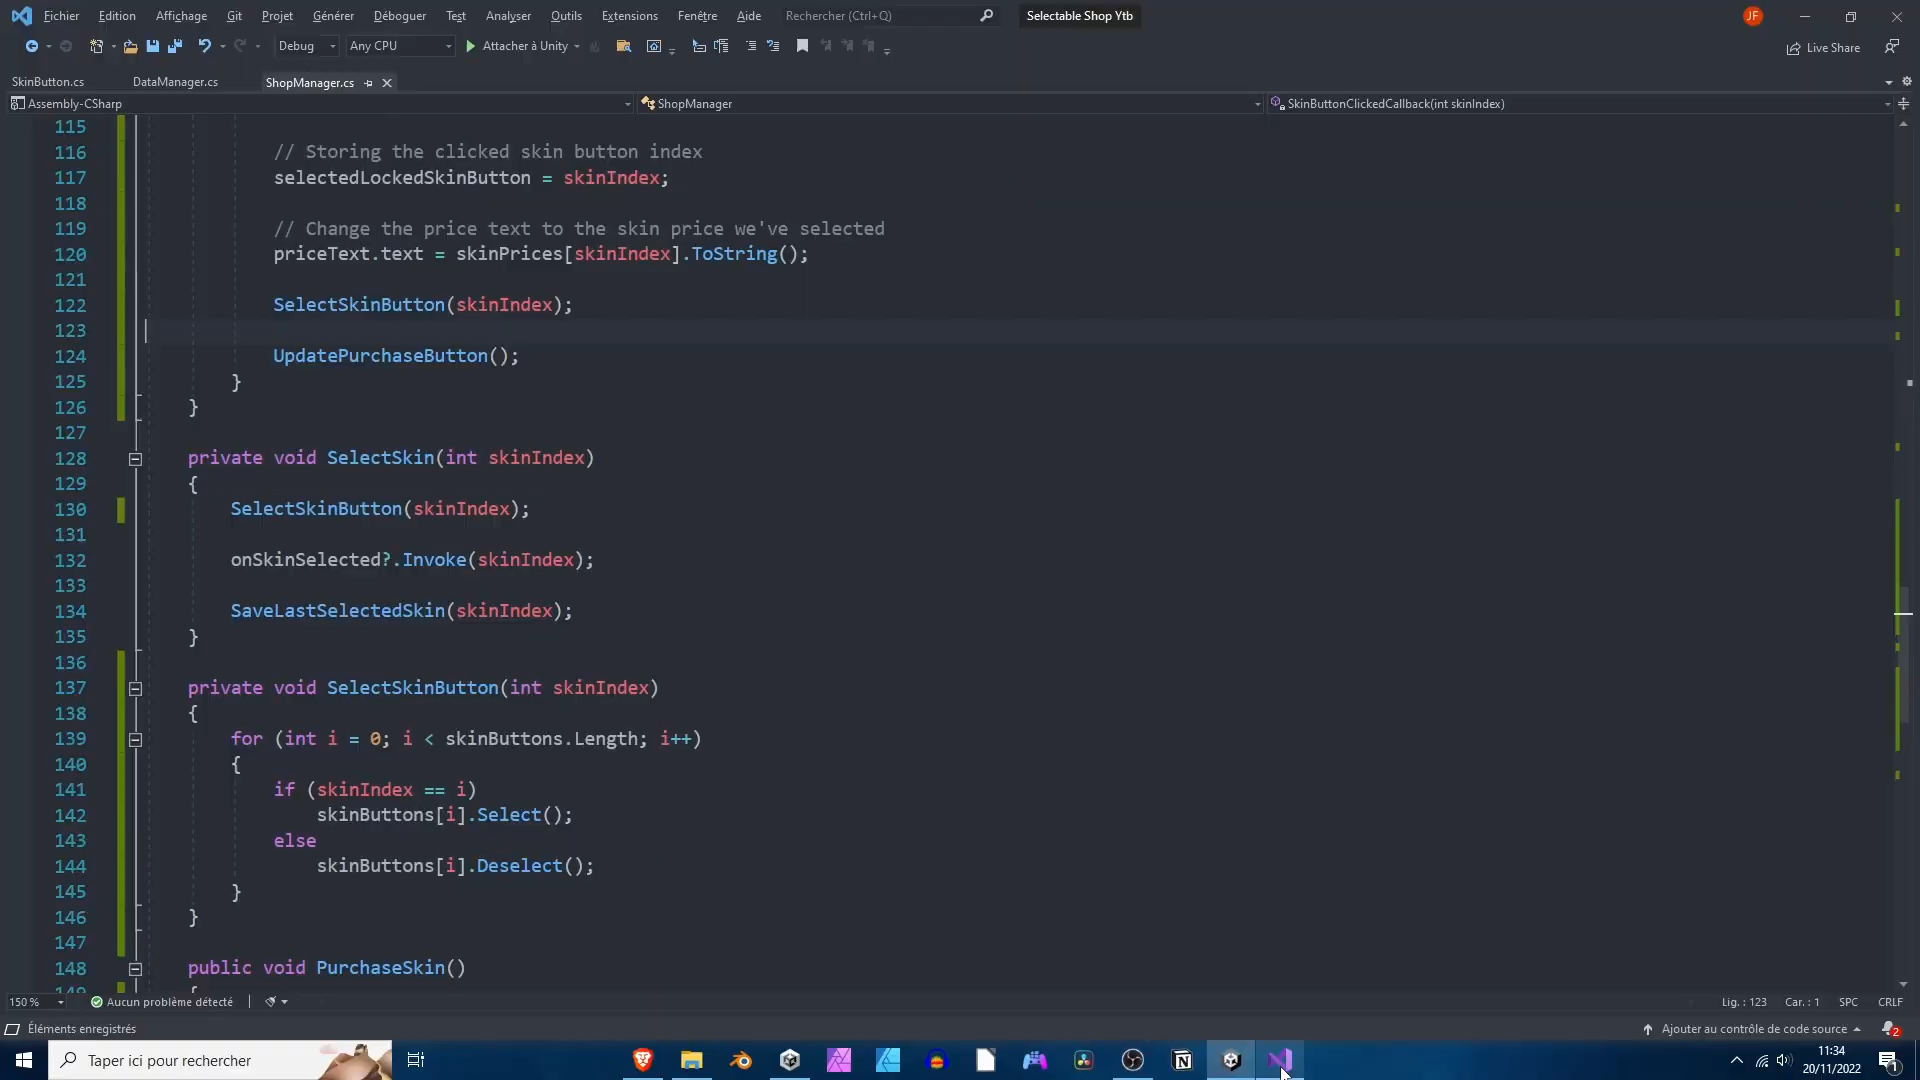 Fichier Edition Affichage Git Projet Générer Déboguer Test Analyser Outils Extensions Fenêtre Aide Rechercher (Ctrl+Q) Selectable Shop Ytb JF
Debug Any CPU Attacher à Unity Live Share
SkinButton.cs DataManager.cs ShopManager.cs
Assembly-CSharp ShopManager SkinButtonClickedCallback(int skinIndex)
115
116 // Storing the clicked skin button index
117 selectedLockedSkinButton = skinIndex;
118
119 // Change the price text to the skin price we've selected
120 priceText.text = skinPrices[skinIndex].ToString();
121
122 SelectSkinButton(skinIndex);
123
124 UpdatePurchaseButton();
125 }
126 }
127
128 private void SelectSkin(int skinIndex)
129 {
130 SelectSkinButton(skinIndex);
131
132 onSkinSelected?.Invoke(skinIndex);
133
134 SaveLastSelectedSkin(skinIndex);
135 }
136
137 private void SelectSkinButton(int skinIndex)
138 {
139 for (int i = 0; i < skinButtons.Length; i++)
140 {
141 if (skinIndex == i)
142 skinButtons[i].Select();
143 else
144 skinButtons[i].Deselect();
145 }
146 }
147
148 public void PurchaseSkin()
149 {
150 % Aucun problème détecté Lig. : 123 Car. : 1 SPC CRLF
Éléments enregistrés Ajouter au contrôle de code source 2
Taper ici pour rechercher 11:34
20/11/2022 1